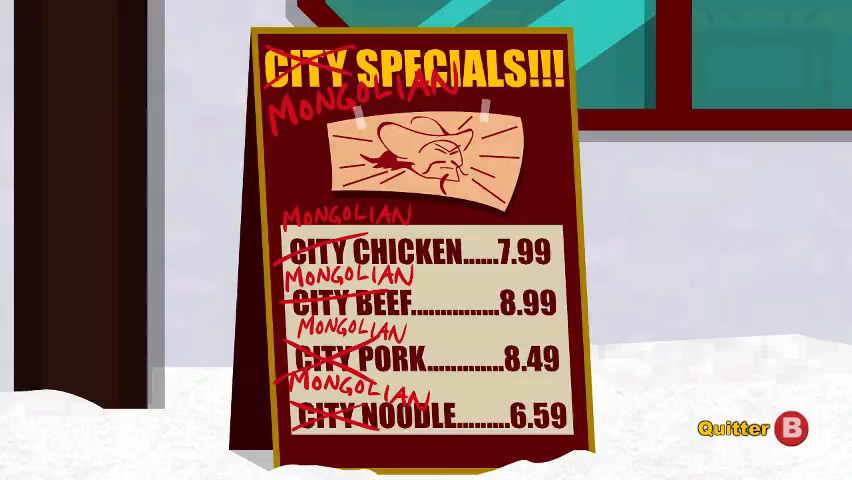 CITY SPECIALS!!!
MONGOLIAN
MONGOLIAN
CITY CHICKEN......7.99
MONGOLIAN
CITY BEEF...............8.99
MONGOLIAN
CITY PORK.............8.49
MONGOLIAN
CITY NOODLE.........6.59
Quitter B